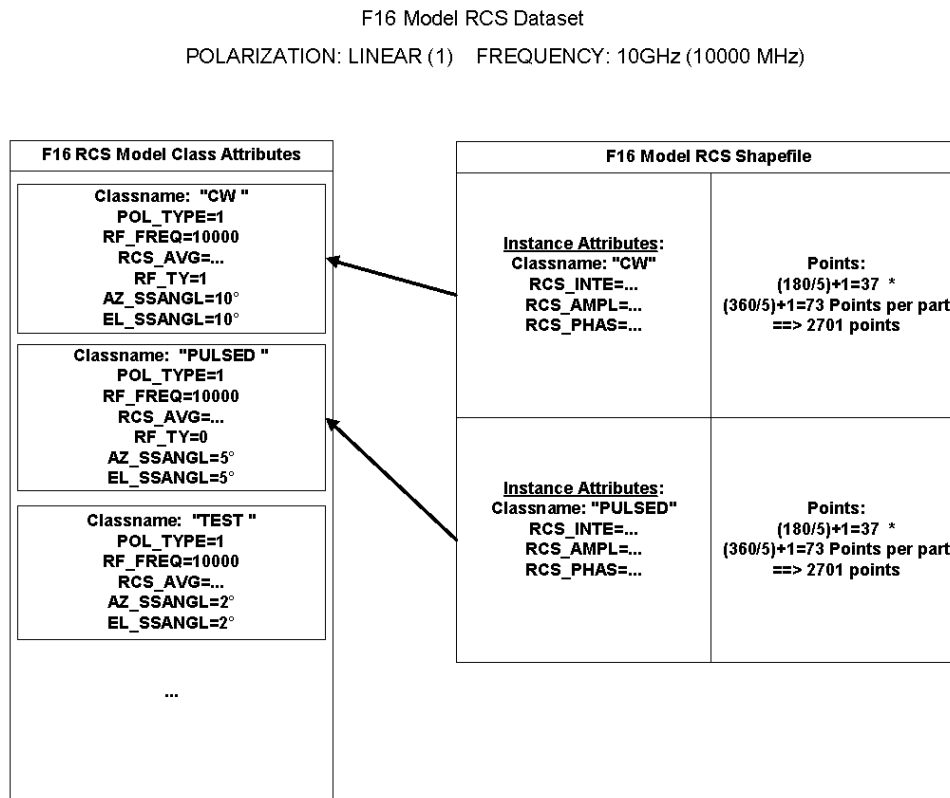 F16 Model RCS Dataset
POLARIZATION: LINEAR (1) FREQUENCY: 10GHz (10000 MHz)
F16 RCS Model Class Attributes
Classname: "CW "
POL_TYPE=1
RF_FREQ=10000
RCS_AVG=...
RF_TY=1
AZ_SSANGL=10°
EL_SSANGL=10°
Classname: "PULSED "
POL_TYPE=1
RF_FREQ=10000
RCS_AVG=...
RF_TY=0
AZ_SSANGL=5°
EL_SSANGL=5°
Classname: "TEST "
POL_TYPE=1
RF_FREQ=10000
RCS_AVG=...
AZ_SSANGL=2°
EL_SSANGL=2°
...
F16 Model RCS Shapefile
Instance Attributes:
Classname: "CW"
RCS_INTE=...
RCS_AMPL=...
RCS_PHAS=...
Points:
(180/5)+1=37 *
(360/5)+1=73 Points per part
==> 2701 points
Instance Attributes:
Classname: "PULSED"
RCS_INTE=...
RCS_AMPL=...
RCS_PHAS=...
Points:
(180/5)+1=37 *
(360/5)+1=73 Points per part
==> 2701 points